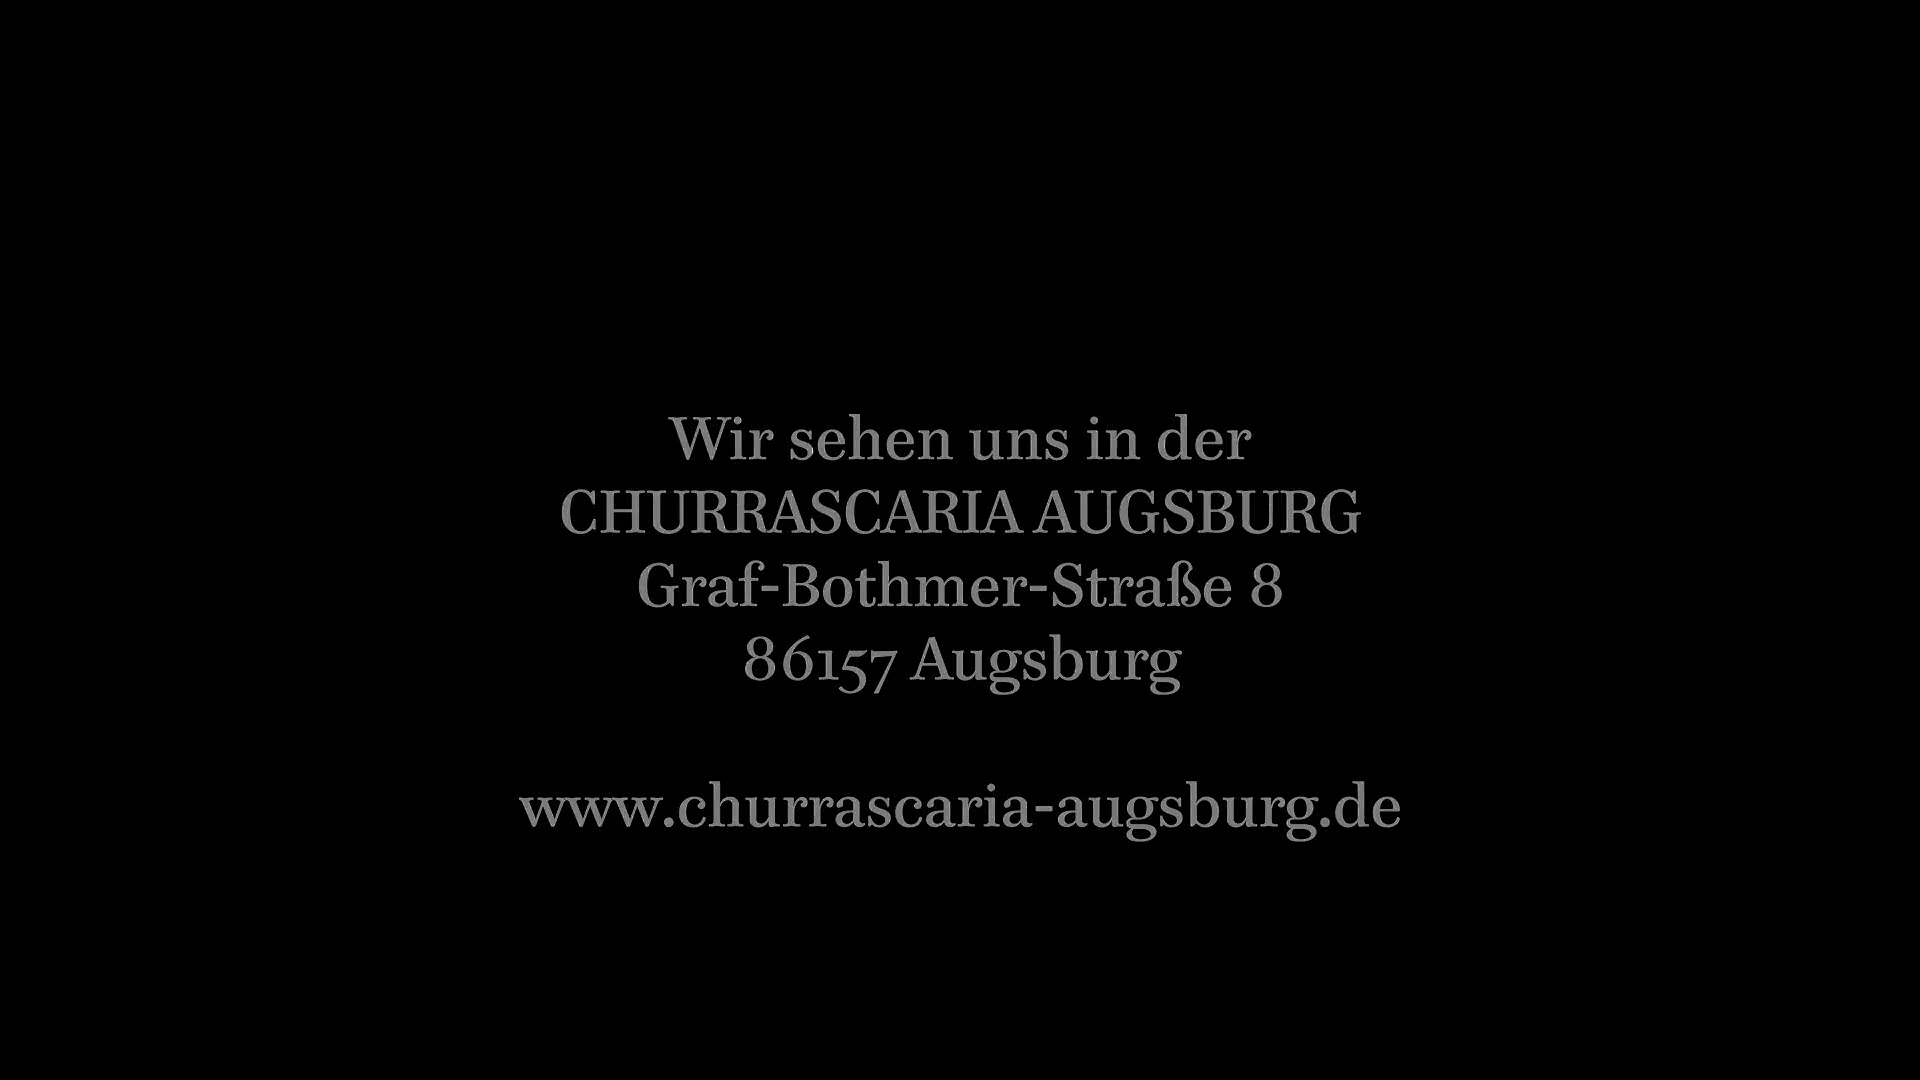 Wir sehen uns in der
CHURRASCARIA AUGSBURG
Graf-Bothmer-Straße 8
86157 Augsburg
www.churrascaria-augsburg.de